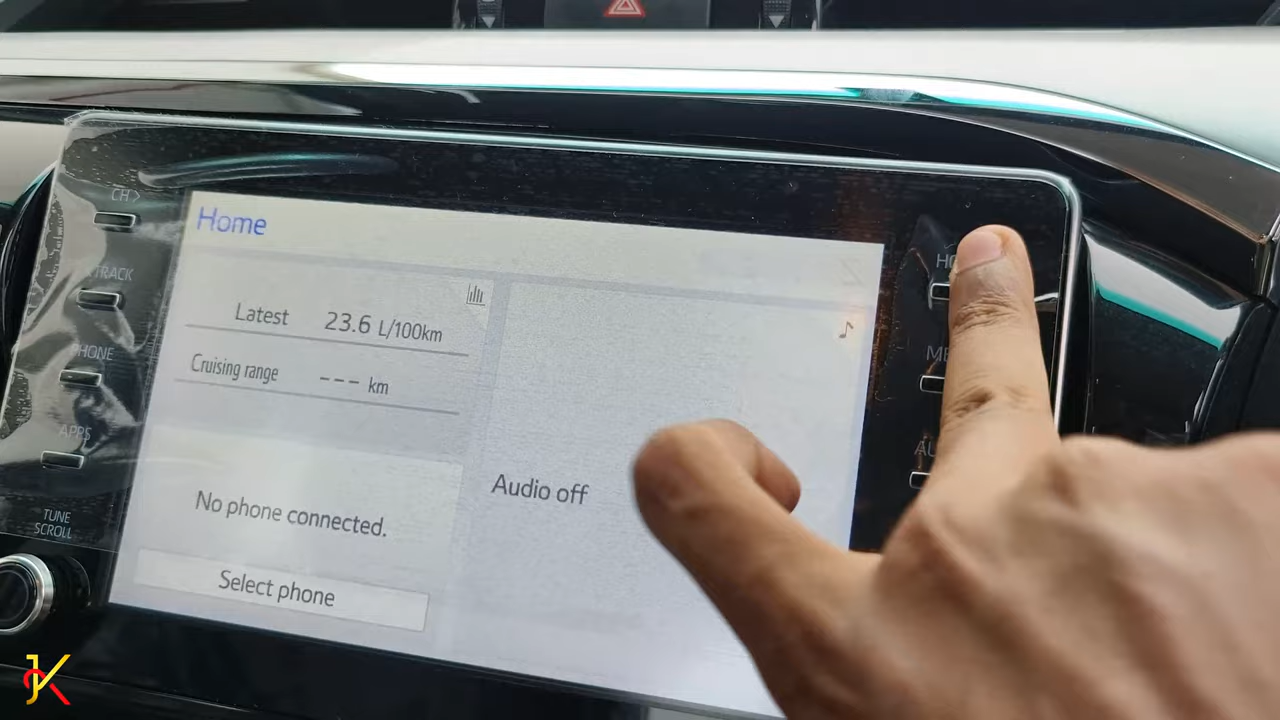 CH >
TRACK
PHONE
APPS
TUNE
SCROLL
Home
Latest 23.6 L/100km
Cruising range --- km
No phone connected.
Select phone
Audio off
JK